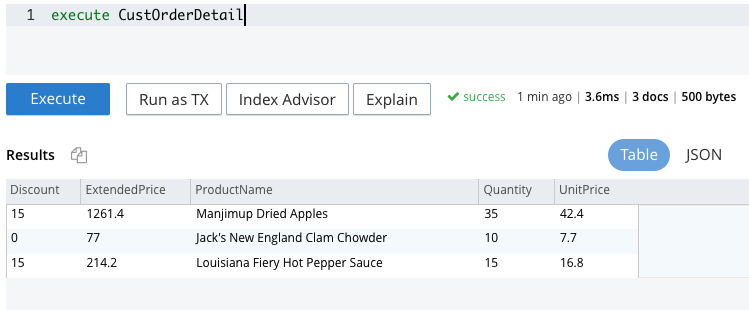 1 execute CustOrderDetail
Execute Run as TX Index Advisor Explain success 1 min ago | 3.6ms | 3 docs | 500 bytes
Results Table JSON
Discount ExtendedPrice ProductName Quantity UnitPrice
15 1261.4 Manjimup Dried Apples 35 42.4
0 77 Jack's New England Clam Chowder 10 7.7
15 214.2 Louisiana Fiery Hot Pepper Sauce 15 16.8